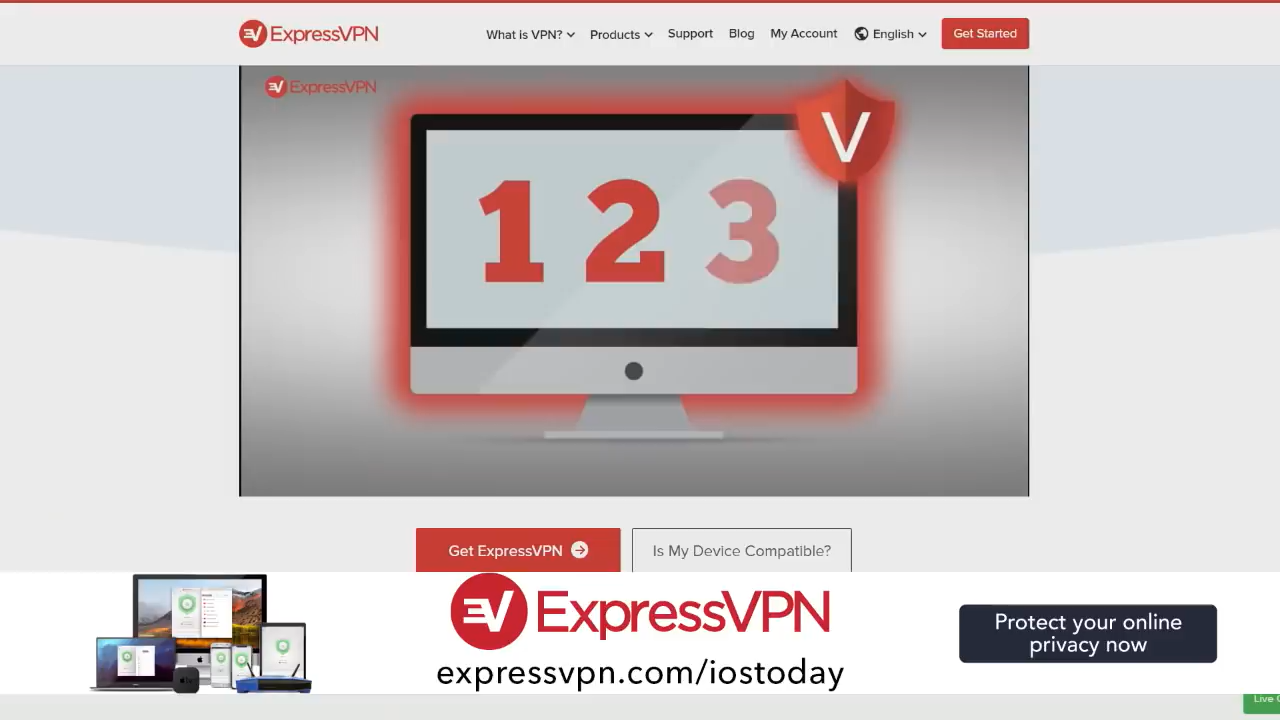 ExpressVPN What is VPN? Products Support Blog My Account English Get Started
ExpressVPN
V
1 2 3
Get ExpressVPN Is My Device Compatible?
ExpressVPN
expressvpn.com/iostoday
Protect your online
privacy now
Live